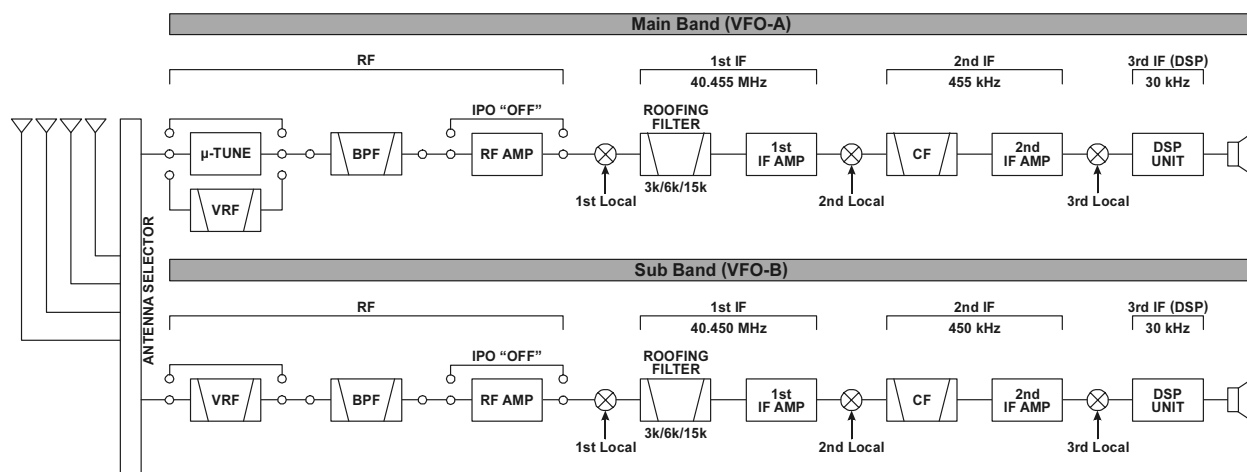 Main Band (VFO-A)
RF
1st IF
40.455 MHz
2nd IF
455 kHz
3rd IF (DSP)
30 kHz
IPO “OFF”
ROOFING
FILTER
µ-TUNE
BPF
RF AMP
1st
IF AMP
CF
2nd
IF AMP
DSP
UNIT
3k/6k/15k
1st Local
2nd Local
3rd Local
VRF
ANTENNA SELECTOR
Sub Band (VFO-B)
RF
1st IF
40.450 MHz
2nd IF
450 kHz
3rd IF (DSP)
30 kHz
IPO “OFF”
ROOFING
FILTER
VRF
BPF
RF AMP
1st
IF AMP
CF
2nd
IF AMP
DSP
UNIT
3k/6k/15k
1st Local
2nd Local
3rd Local